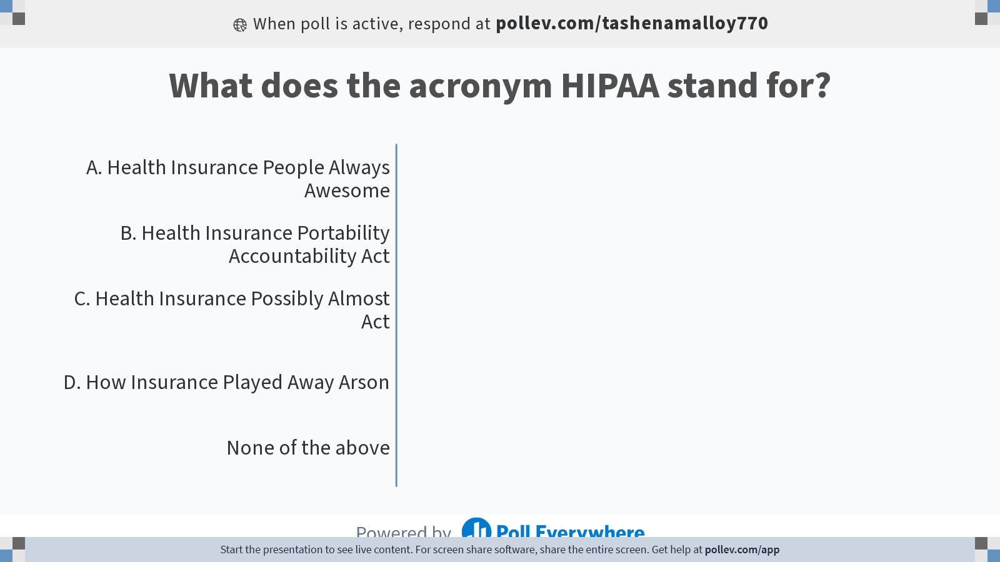 When poll is active, respond at pollev.com/tashenamalloy770
What does the acronym HIPAA stand for?
A. Health Insurance People Always
Awesome
B. Health Insurance Portability
Accountability Act
C. Health Insurance Possibly Almost
Act
D. How Insurance Played Away Arson
None of the above
Powered by Poll Everywhere
Start the presentation to see live content. For screen share software, share the entire screen. Get help at pollev.com/app